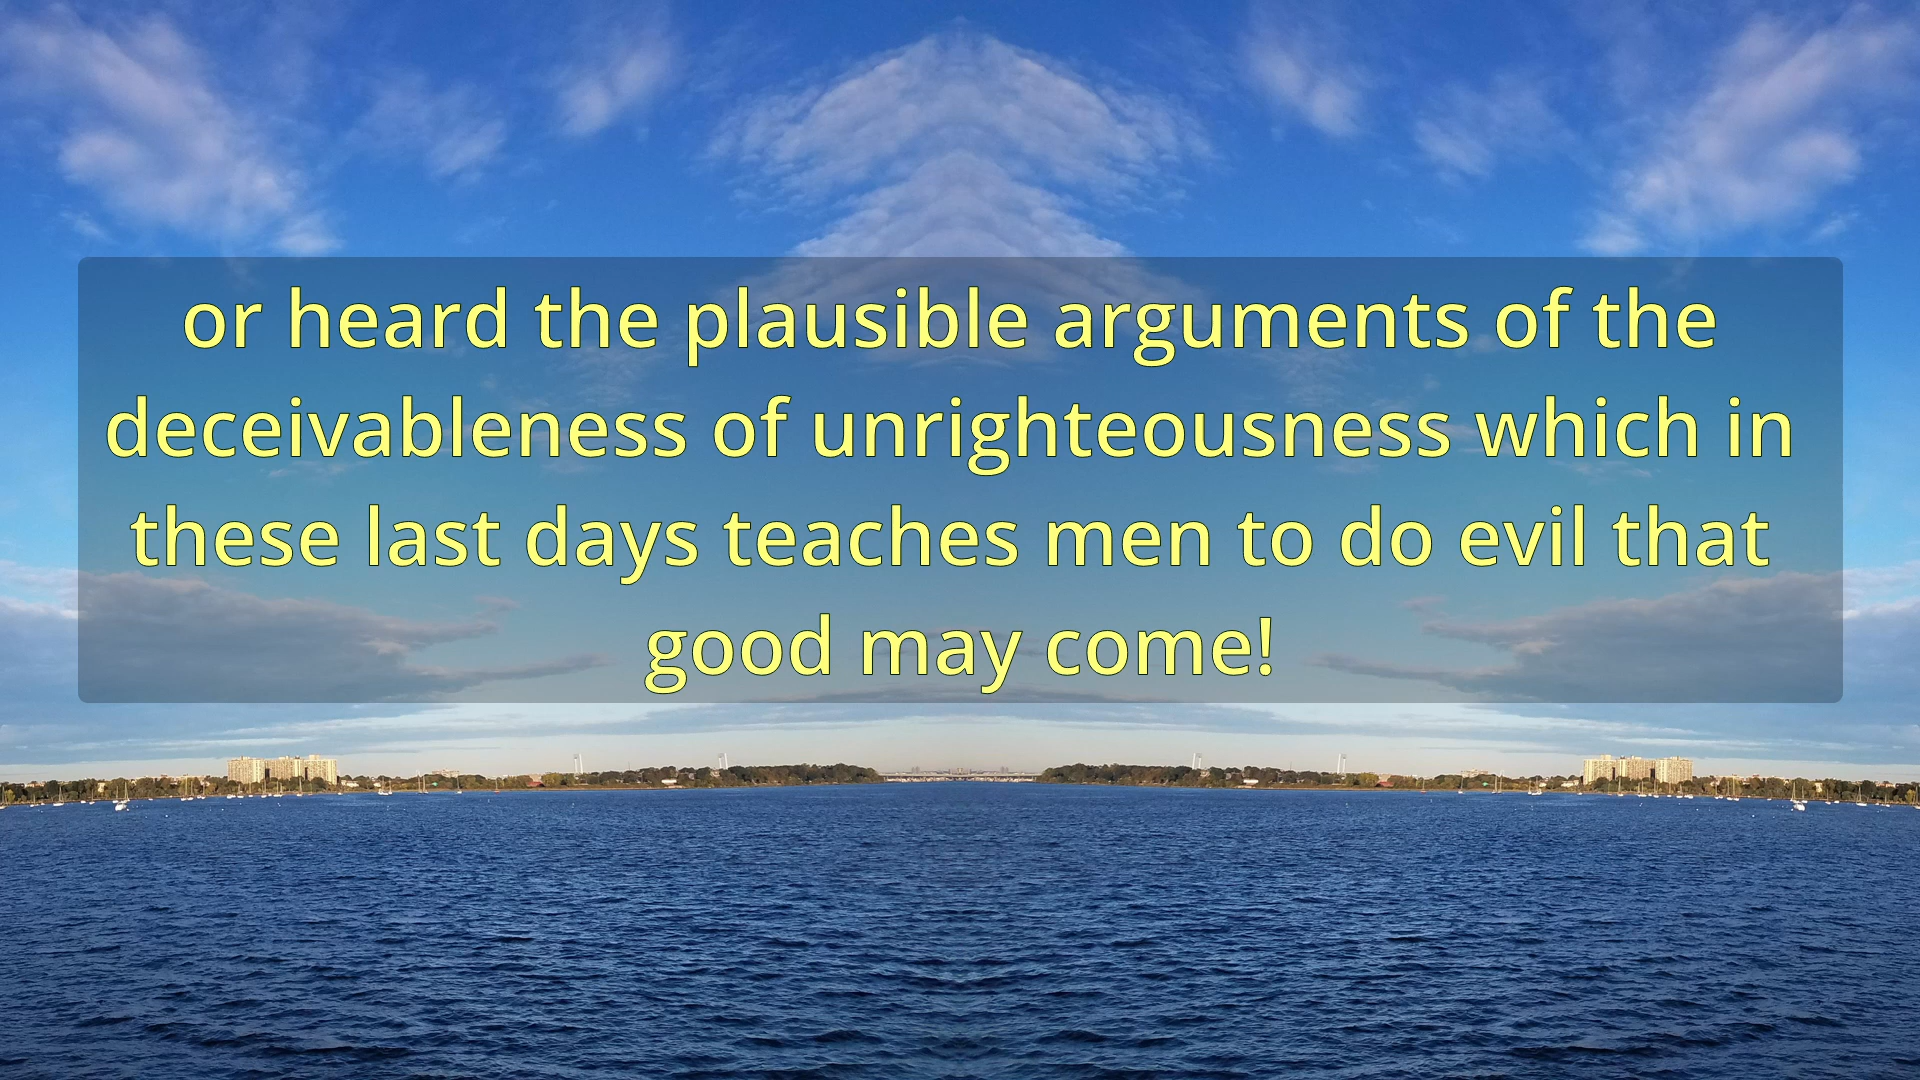 or heard the plausible arguments of the
deceivableness of unrighteousness which in
these last days teaches men to do evil that
good may come!